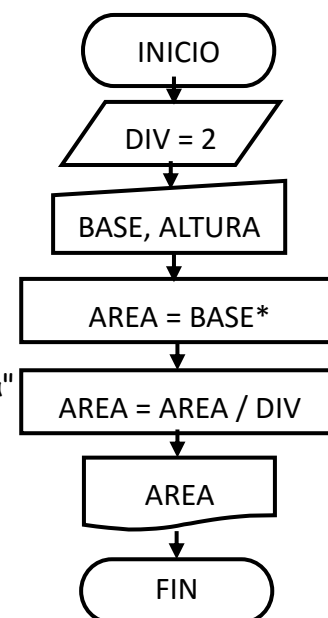 INICIO
DIV = 2
BASE, ALTURA
AREA = BASE*
AREA = AREA / DIV
AREA
FIN